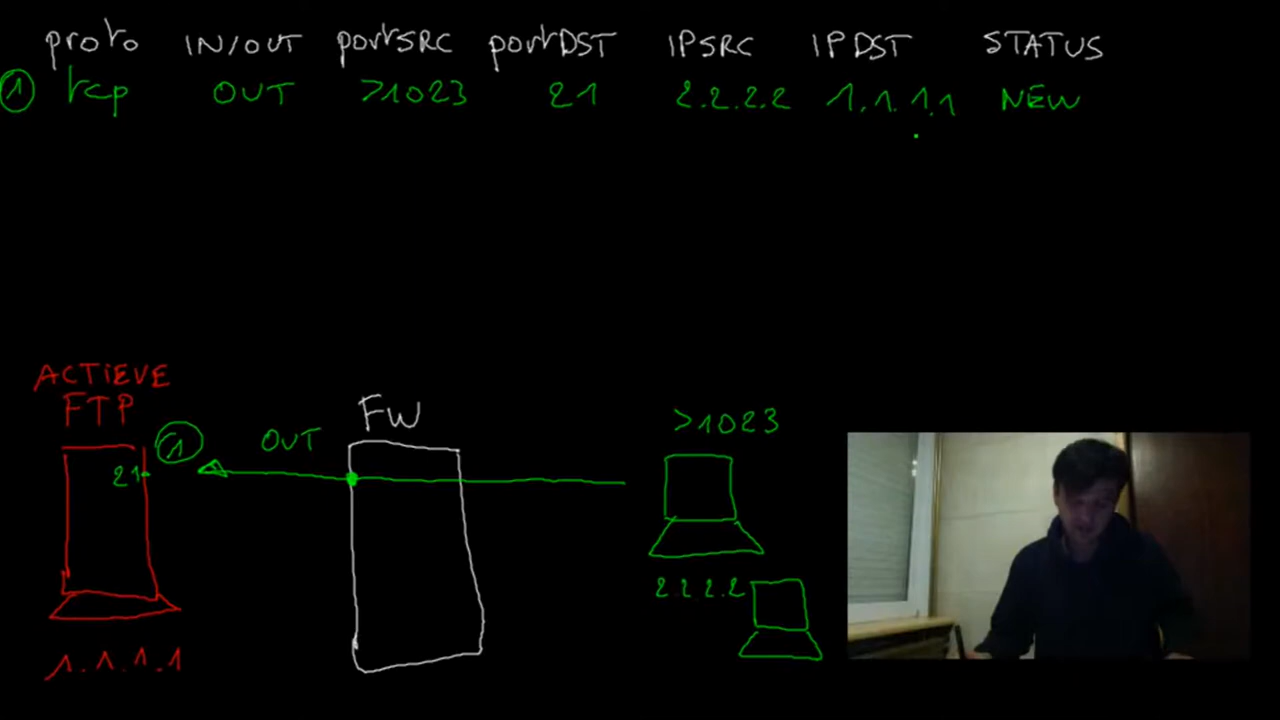 proto IN/OUT portSRC portDST IPSRC IPDST STATUS
1 tcp OUT >1023 21 2.2.2.2 1.1.1.1 NEW
ACTIEVE
FTP
1
OUT
FW
>1023
21
2.2.2.2
1.1.1.1